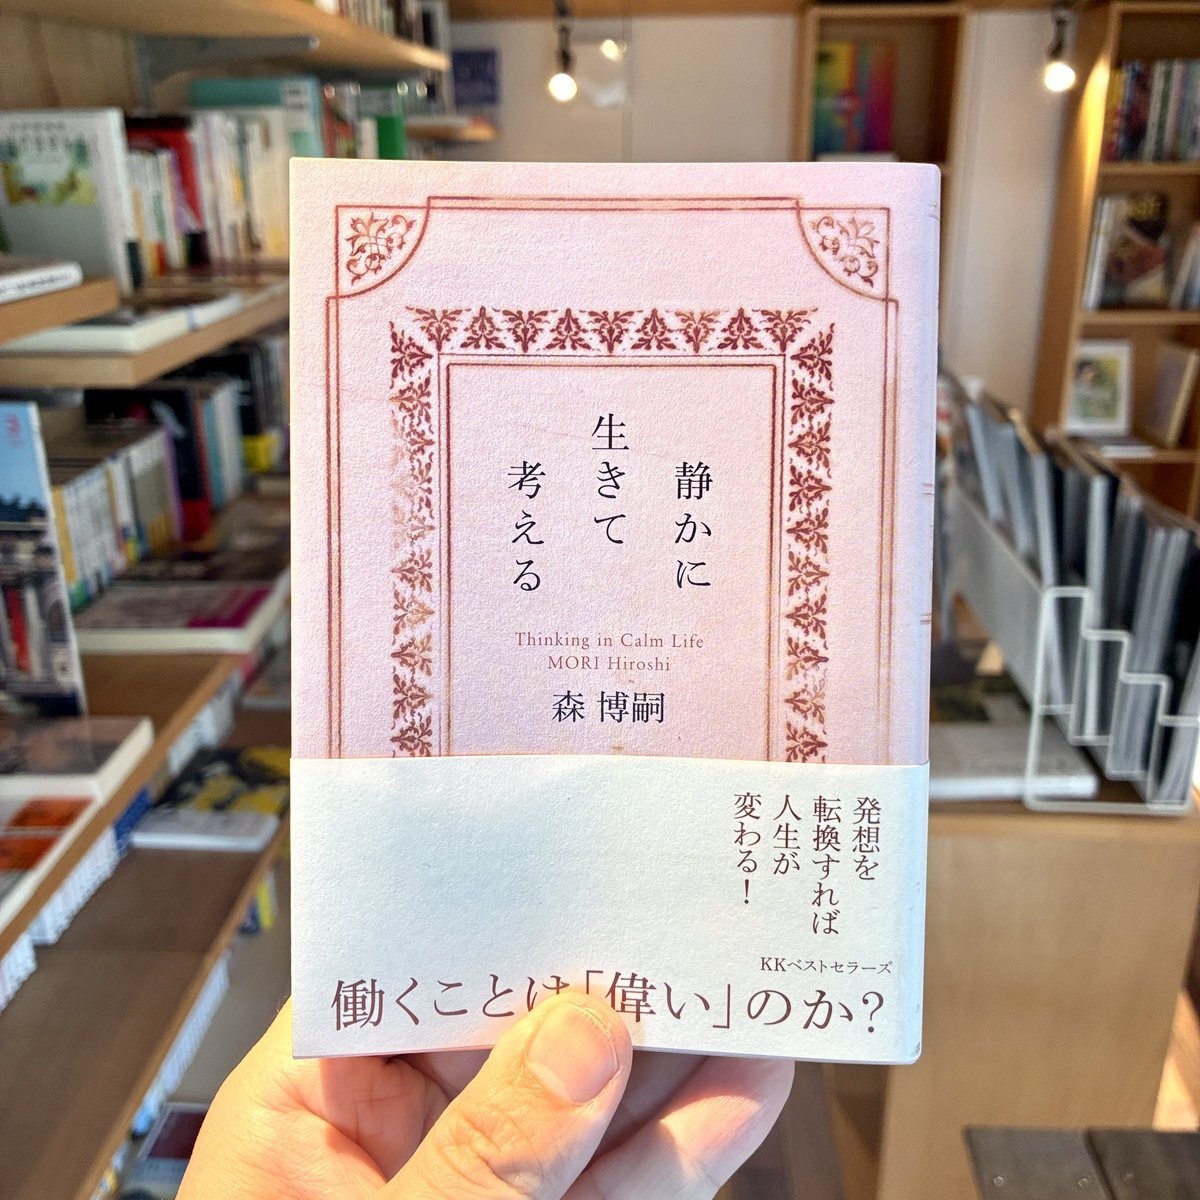 静かに
生きて
考える
Thinking in Calm Life
MORI Hiroshi
森 博嗣
発想を
転換すれば
人生が
変わる！
KKベストセラーズ
働くことは「偉い」のか？